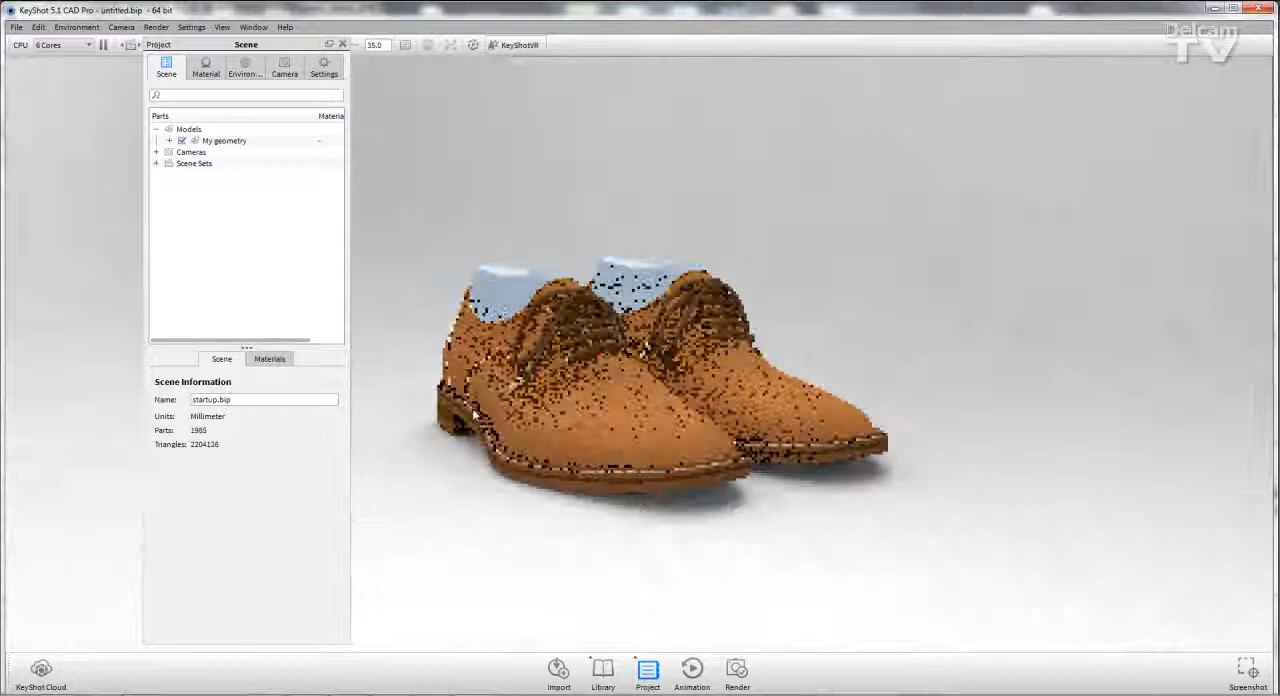 KeyShot 5.1 CAD Pro - untitled.bip - 64 bit
File Edit Environment Camera Render Settings View Window Help
CPU 6 Cores Project Scene 35.0 KeyShotVR
Delcam
TV
Scene Material Environ... Camera Settings
Parts Materia
Models
My geometry -
Cameras
Scene Sets
Scene Materials
Scene Information
Name: startup.bip
Units: Millimeter
Parts: 1985
Triangles: 2204126
KeyShot Cloud Import Library Project Animation Render Screenshot